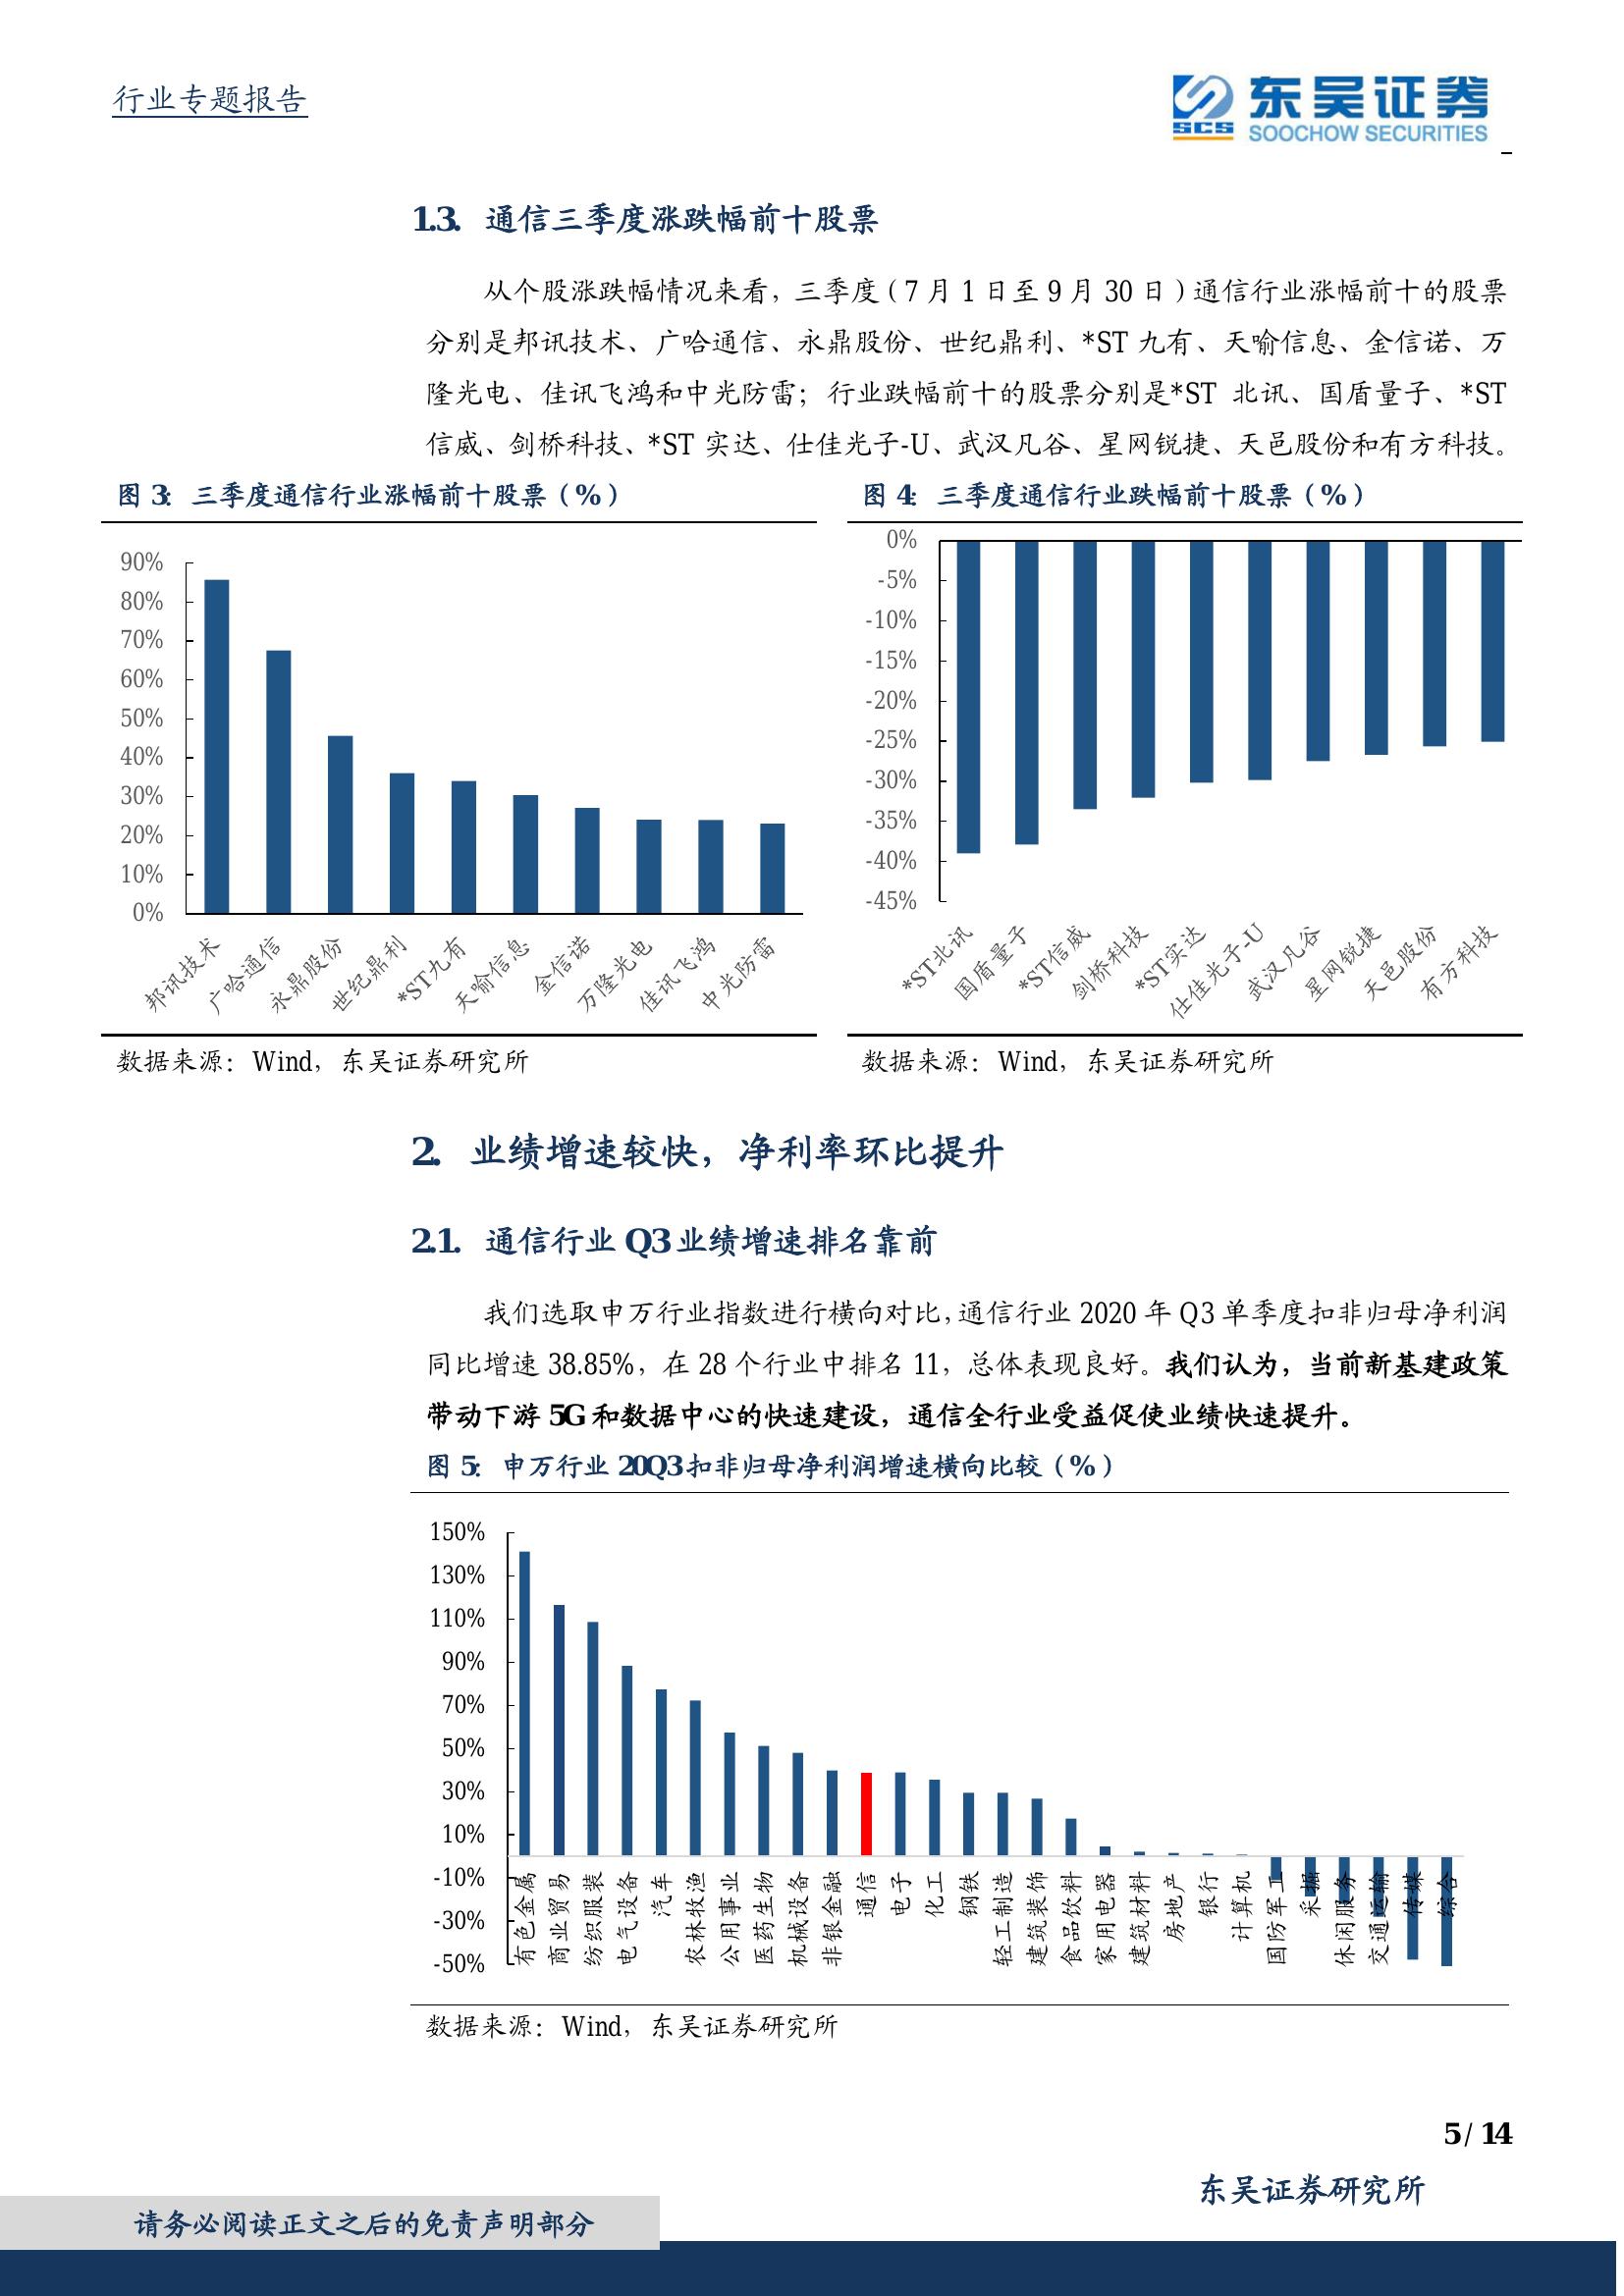 行业专题报告
东吴证券
SCS
SOOCHOW SECURITIES
1.3. 通信三季度涨跌幅前十股票
从个股涨跌幅情况来看，三季度（7 月 1 日至 9 月 30 日）通信行业涨幅前十的股票
分别是邦讯技术、广哈通信、永鼎股份、世纪鼎利、*ST 九有、天喻信息、金信诺、万
隆光电、佳讯飞鸿和中光防雷；行业跌幅前十的股票分别是*ST 北讯、国盾量子、*ST
信威、剑桥科技、*ST 实达、仕佳光子-U、武汉凡谷、星网锐捷、天邑股份和有方科技。
图 3：三季度通信行业涨幅前十股票（%）
90%
80%
70%
60%
50%
40%
30%
20%
10%
0%
邦讯技术
广哈通信
永鼎股份
世纪鼎利
*ST九有
天喻信息
金信诺
万隆光电
佳讯飞鸿
中光防雷
数据来源：Wind，东吴证券研究所
图 4：三季度通信行业跌幅前十股票（%）
0%
-5%
-10%
-15%
-20%
-25%
-30%
-35%
-40%
-45%
*ST北讯
国盾量子
*ST信威
剑桥科技
*ST实达
仕佳光子-U
武汉凡谷
星网锐捷
天邑股份
有方科技
数据来源：Wind，东吴证券研究所
2. 业绩增速较快，净利率环比提升
2.1. 通信行业 Q3 业绩增速排名靠前
我们选取申万行业指数进行横向对比，通信行业 2020 年 Q3 单季度扣非归母净利润
同比增速 38.85%，在 28 个行业中排名 11，总体表现良好。我们认为，当前新基建政策
带动下游 5G 和数据中心的快速建设，通信全行业受益促使业绩快速提升。
图 5：申万行业 20Q3 扣非归母净利润增速横向比较（%）
150%
130%
110%
90%
70%
50%
30%
10%
-10%
-30%
-50%
有色金属
商业贸易
纺织服装
电气设备
汽车
农林牧渔
公用事业
医药生物
机械设备
非银金融
通信
电子
化工
钢铁
轻工制造
建筑装饰
食品饮料
家用电器
建筑材料
房地产
银行
计算机
国防军工
采掘
休闲服务
交通运输
传媒
综合
数据来源：Wind，东吴证券研究所
5 / 14
东吴证券研究所
请务必阅读正文之后的免责声明部分